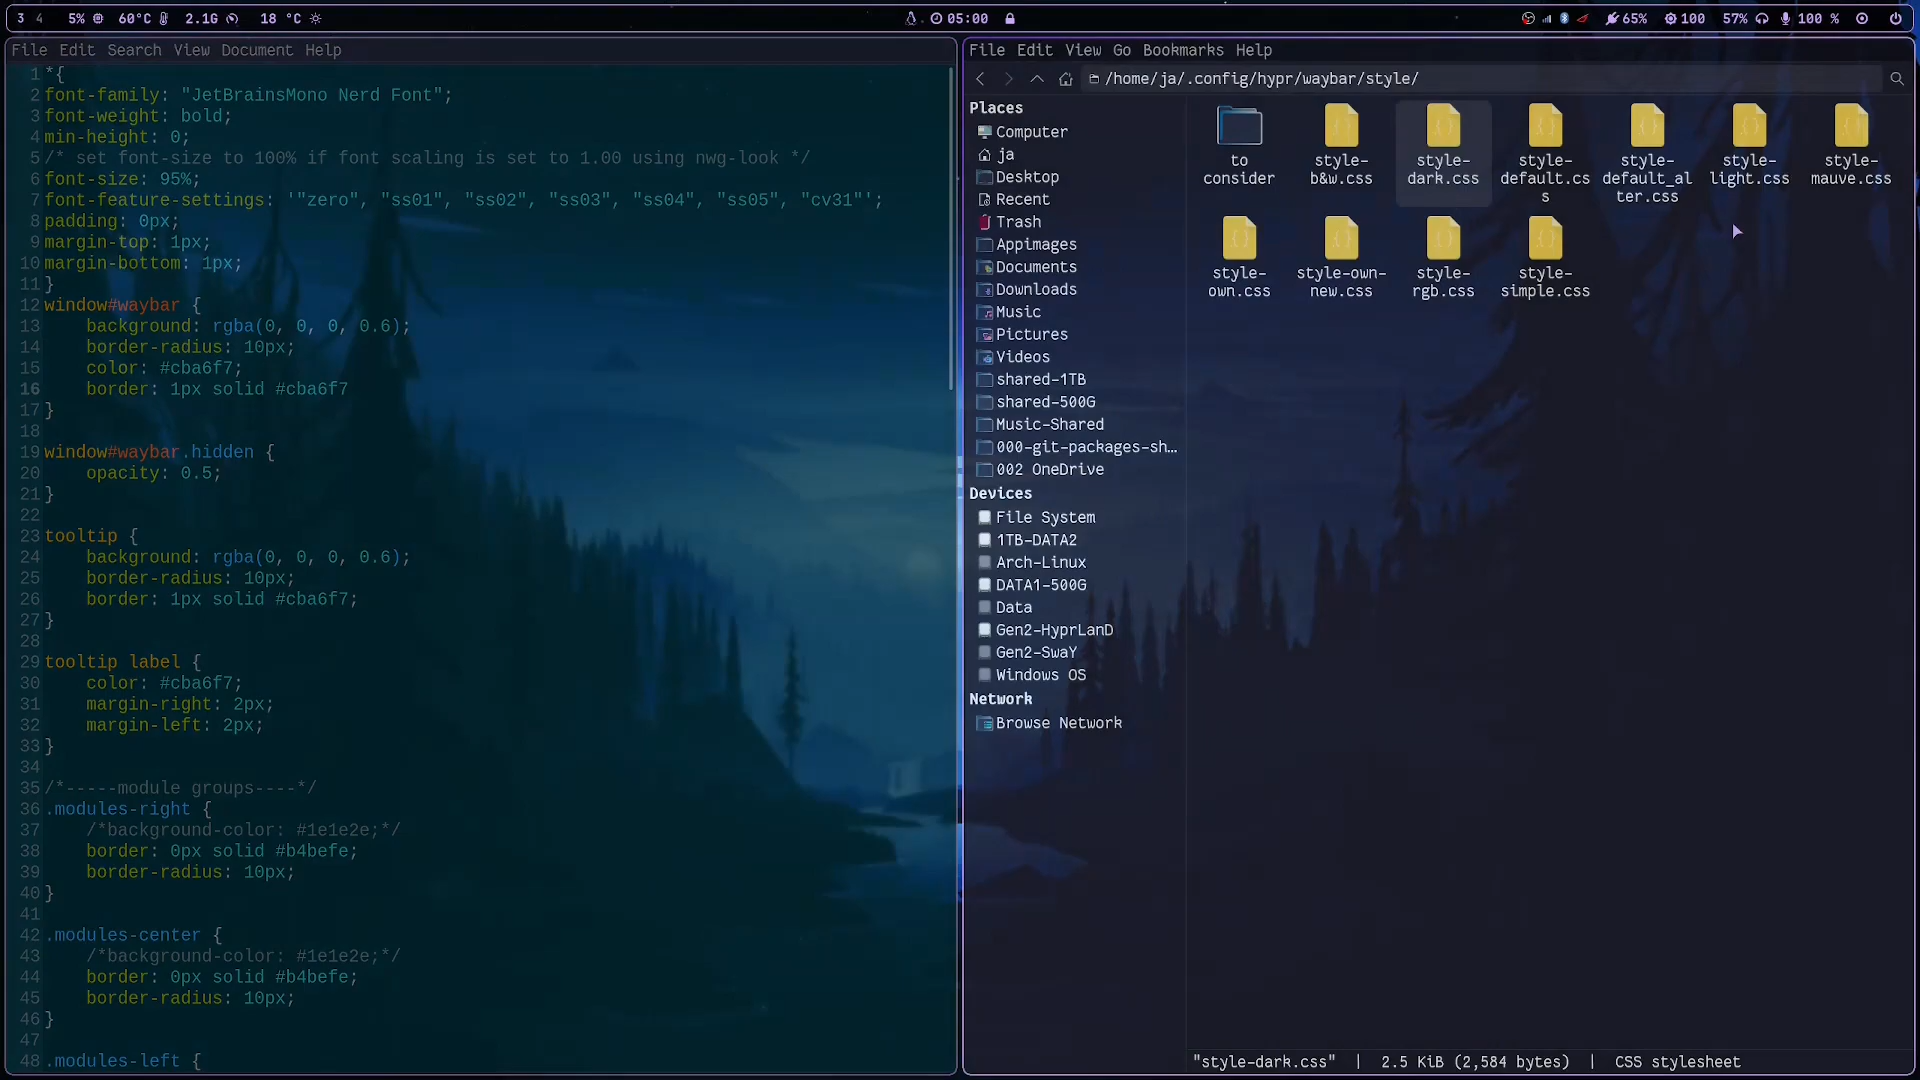 3 4 5% 60°C 2.1G 18 °C 05:00 65% 100 57% 100 %
File Edit Search View Document Help
1 *{
2 font-family: "JetBrainsMono Nerd Font";
3 font-weight: bold;
4 min-height: 0;
5 /* set font-size to 100% if font scaling is set to 1.00 using nwg-look */
6 font-size: 95%;
7 font-feature-settings: '"zero", "ss01", "ss02", "ss03", "ss04", "ss05", "cv31"';
8 padding: 0px;
9 margin-top: 1px;
10 margin-bottom: 1px;
11 }
12 window#waybar {
13 background: rgba(0, 0, 0, 0.6);
14 border-radius: 10px;
15 color: #cba6f7;
16 border: 1px solid #cba6f7
17 }
18
19 window#waybar.hidden {
20 opacity: 0.5;
21 }
22
23 tooltip {
24 background: rgba(0, 0, 0, 0.6);
25 border-radius: 10px;
26 border: 1px solid #cba6f7;
27 }
28
29 tooltip label {
30 color: #cba6f7;
31 margin-right: 2px;
32 margin-left: 2px;
33 }
34
35 /*-----module groups----*/
36 .modules-right {
37 /*background-color: #1e1e2e;*/
38 border: 0px solid #b4befe;
39 border-radius: 10px;
40 }
41
42 .modules-center {
43 /*background-color: #1e1e2e;*/
44 border: 0px solid #b4befe;
45 border-radius: 10px;
46 }
47
48 .modules-left {
File Edit View Go Bookmarks Help
/home/ja/.config/hypr/waybar/style/
Places
Computer
ja
Desktop
Recent
Trash
Appimages
Documents
Downloads
Music
Pictures
Videos
shared-1TB
shared-500G
Music-Shared
000-git-packages-sh…
002 OneDrive
Devices
File System
1TB-DATA2
Arch-Linux
DATA1-500G
Data
Gen2-HyprLanD
Gen2-SwaY
Windows OS
Network
Browse Network
to
consider
style-
b&w.css
style-
dark.css
style-
default.cs
s
style-
default_al
ter.css
style-
light.css
style-
mauve.css
style-
own.css
style-own-
new.css
style-
rgb.css
style-
simple.css
"style-dark.css" | 2.5 KiB (2,584 bytes) | CSS stylesheet